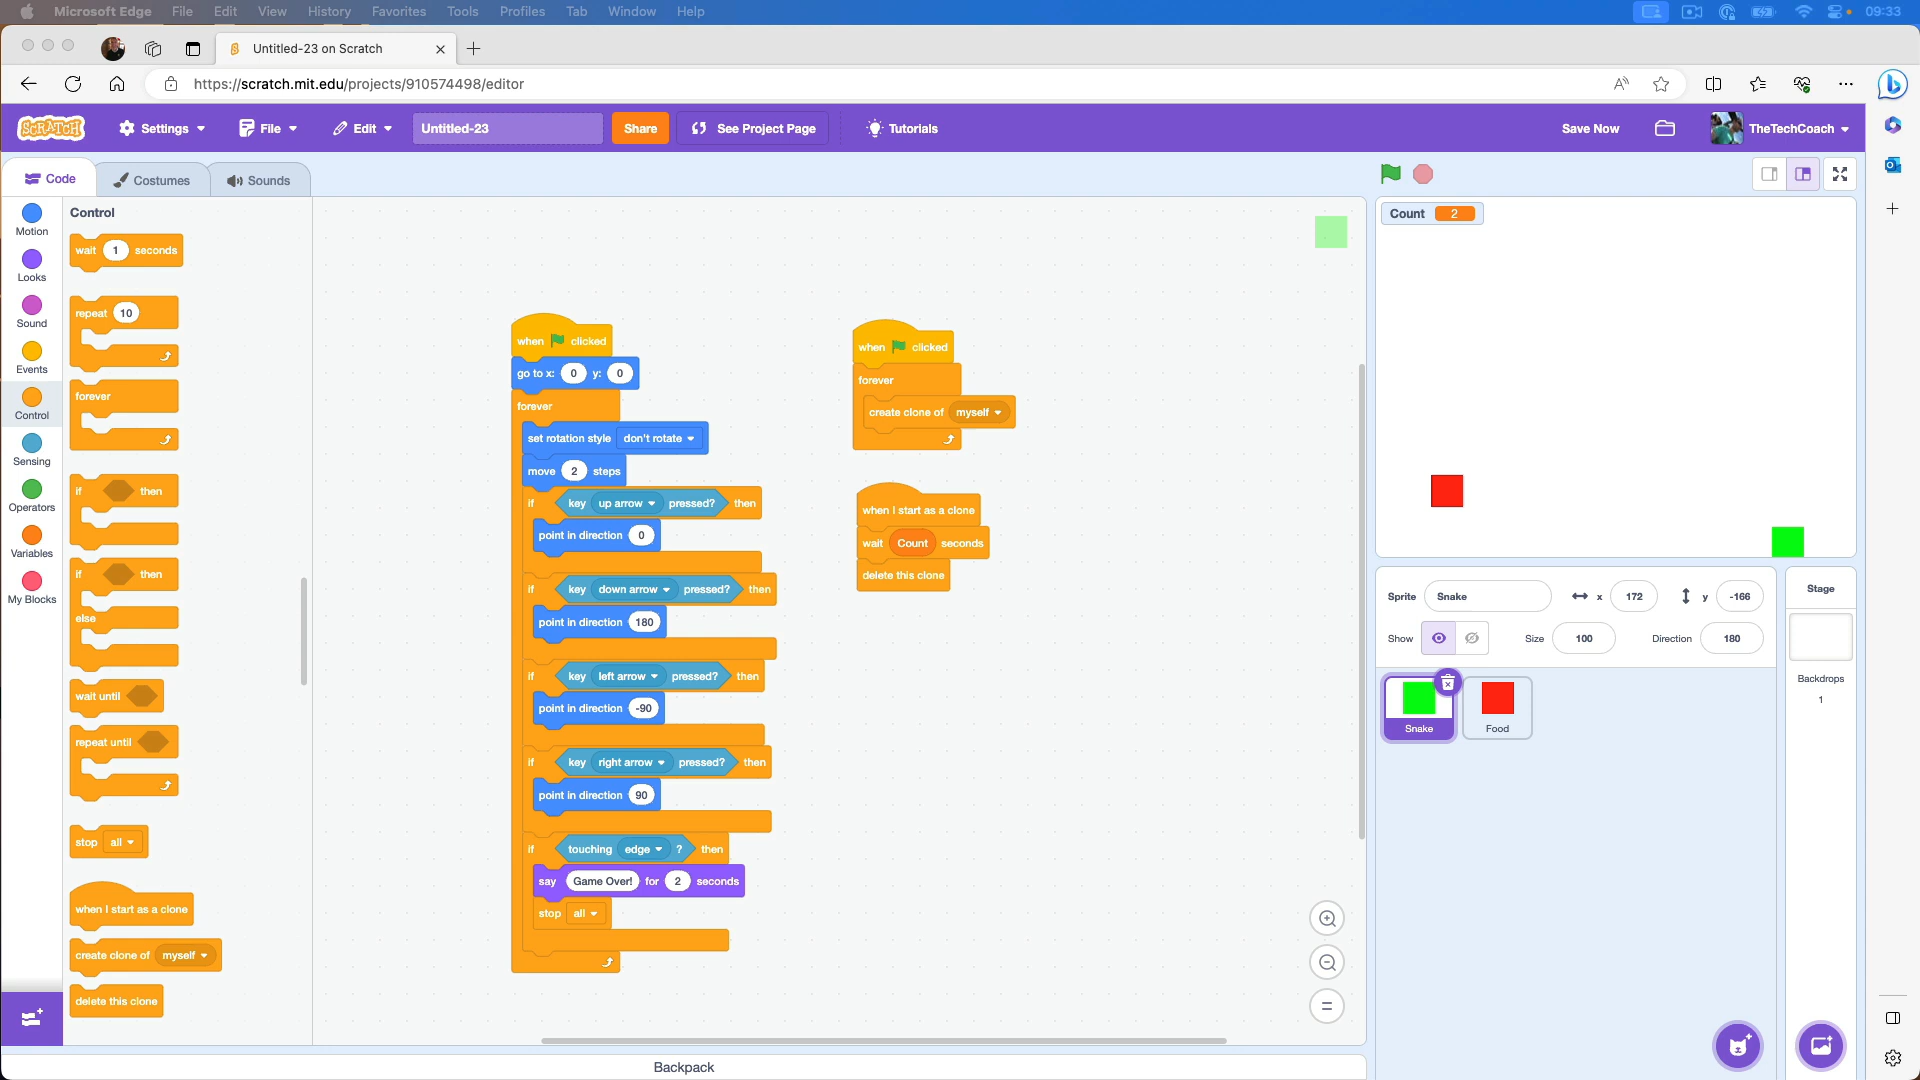 Microsoft Edge File Edit View History Favorites Tools Profiles Tab Window Help 09:33
Untitled-23 on Scratch
https://scratch.mit.edu/projects/910574498/editor
SCRATCH Settings File Edit Untitled-23 Share See Project Page Tutorials Save Now TheTechCoach
Code Costumes Sounds
Motion
Looks
Sound
Events
Control
Sensing
Operators
Variables
My Blocks
Control
wait 1 seconds
repeat 10
forever
if then
if then
else
wait until
repeat until
stop all
when I start as a clone
create clone of myself
delete this clone
when clicked
go to x: 0 y: 0
forever
set rotation style don't rotate
move 2 steps
if key up arrow pressed? then
point in direction 0
if key down arrow pressed? then
point in direction 180
if key left arrow pressed? then
point in direction -90
if key right arrow pressed? then
point in direction 90
if touching edge ? then
say Game Over! for 2 seconds
stop all
when clicked
forever
create clone of myself
when I start as a clone
wait Count seconds
delete this clone
Count 2
Sprite Snake x 172 y -166
Show Size 100 Direction 180
Snake
Food
Stage
Backdrops
1
Backpack